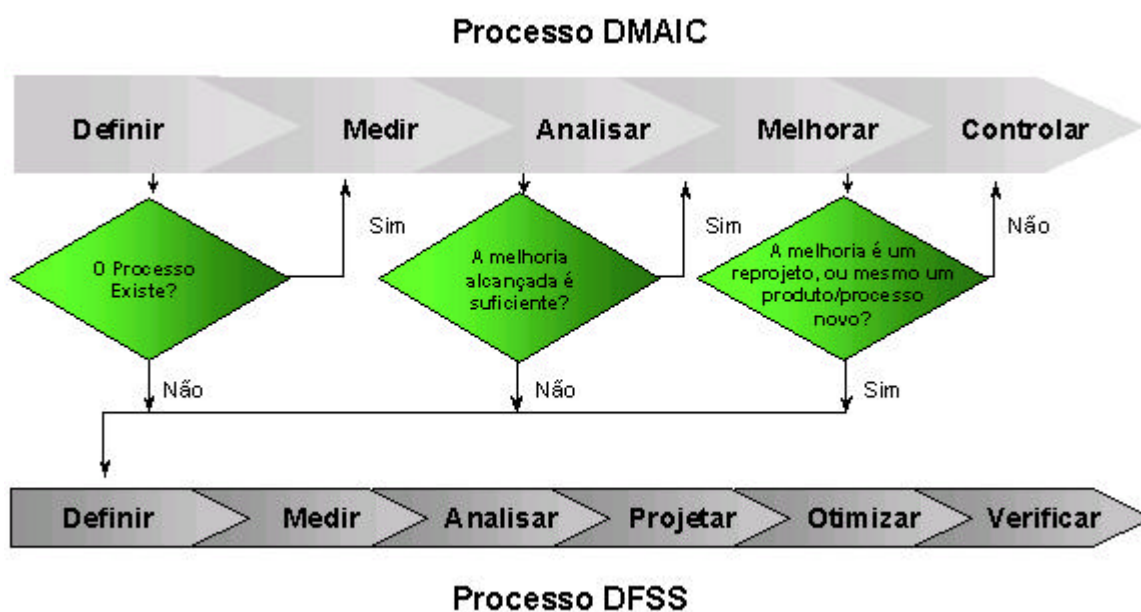 Processo DMAIC
Definir
Medir
Analisar
Melhorar
Controlar
O Processo
Existe?
Sim
A melhoria
alcançada é
suficiente?
Sim
A melhoria é um
reprojeto, ou mesmo um
produto/processo
novo?
Não
Não
Não
Sim
Definir
Medir
Analisar
Projetar
Otimizar
Verificar
Processo DFSS